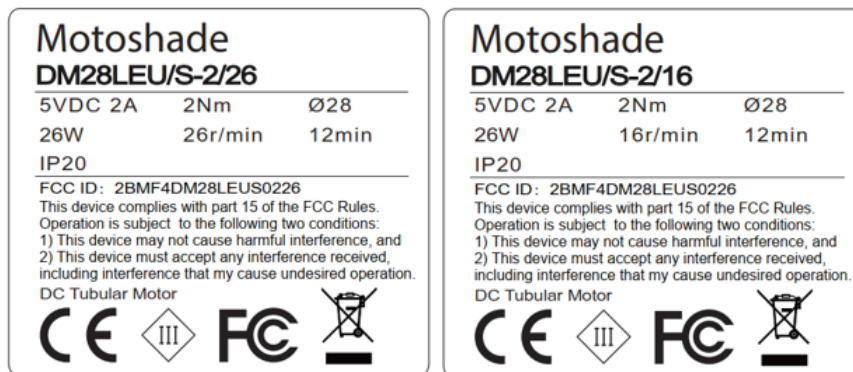 Motoshade
DM28LEU/S-2/26
5VDC 2A 2Nm Ø28
26W 26r/min 12min
IP20
FCC ID: 2BMF4DM28LEUS0226
This device complies with part 15 of the FCC Rules.
Operation is subject to the following two conditions:
1) This device may not cause harmful interference, and
2) This device must accept any interference received,
including interference that my cause undesired operation.
DC Tubular Motor
CE III FC
Motoshade
DM28LEU/S-2/16
5VDC 2A 2Nm Ø28
26W 16r/min 12min
IP20
FCC ID: 2BMF4DM28LEUS0226
This device complies with part 15 of the FCC Rules.
Operation is subject to the following two conditions:
1) This device may not cause harmful interference, and
2) This device must accept any interference received,
including interference that my cause undesired operation.
DC Tubular Motor
CE III FC